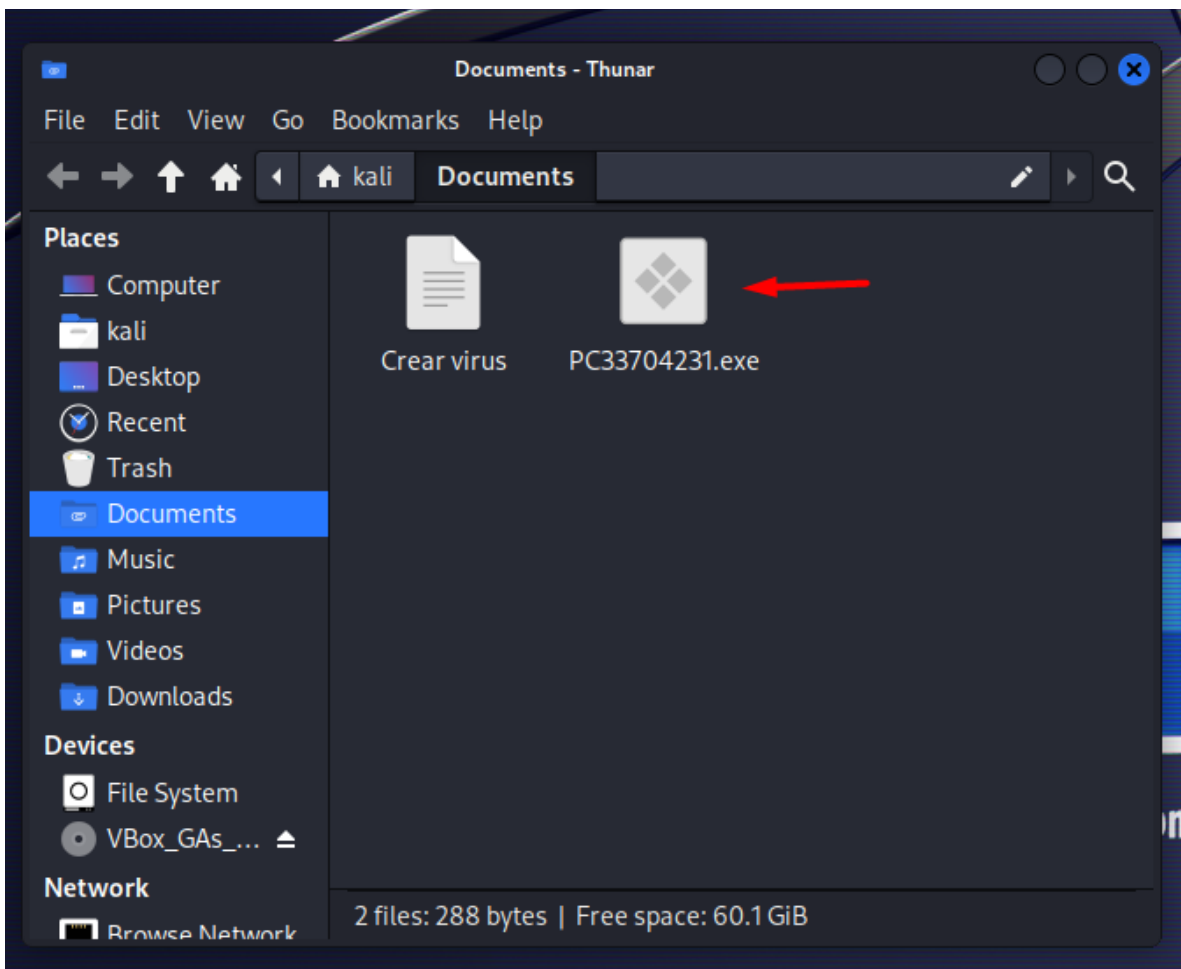 Documents - Thunar
File Edit View Go Bookmarks Help
kali Documents
Places
Computer
kali
Desktop
Recent
Trash
Documents
Music
Pictures
Videos
Downloads
Devices
File System
VBox_GAs_...
Network
Browse Network
Crear virus
PC33704231.exe
2 files: 288 bytes | Free space: 60.1 GiB